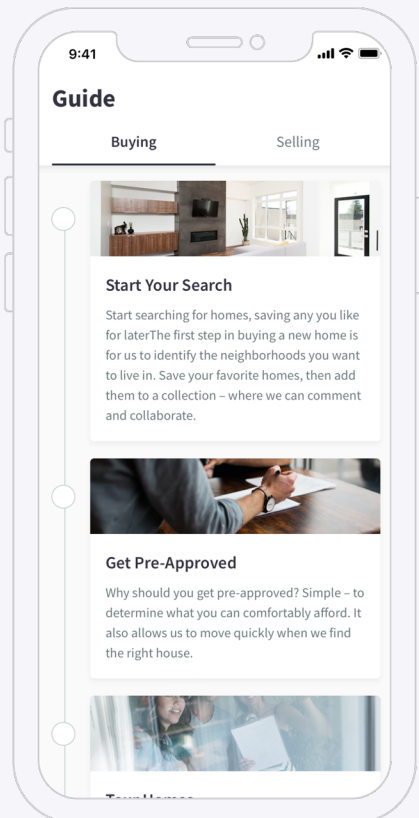 9:41
Guide
Buying Selling
Start Your Search
Start searching for homes, saving any you like
for laterThe first step in buying a new home is
for us to identify the neighborhoods you want
to live in. Save your favorite homes, then add
them to a collection – where we can comment
and collaborate.
Get Pre-Approved
Why should you get pre-approved? Simple – to
determine what you can comfortably afford. It
also allows us to move quickly when we find
the right house.
Tour Homes